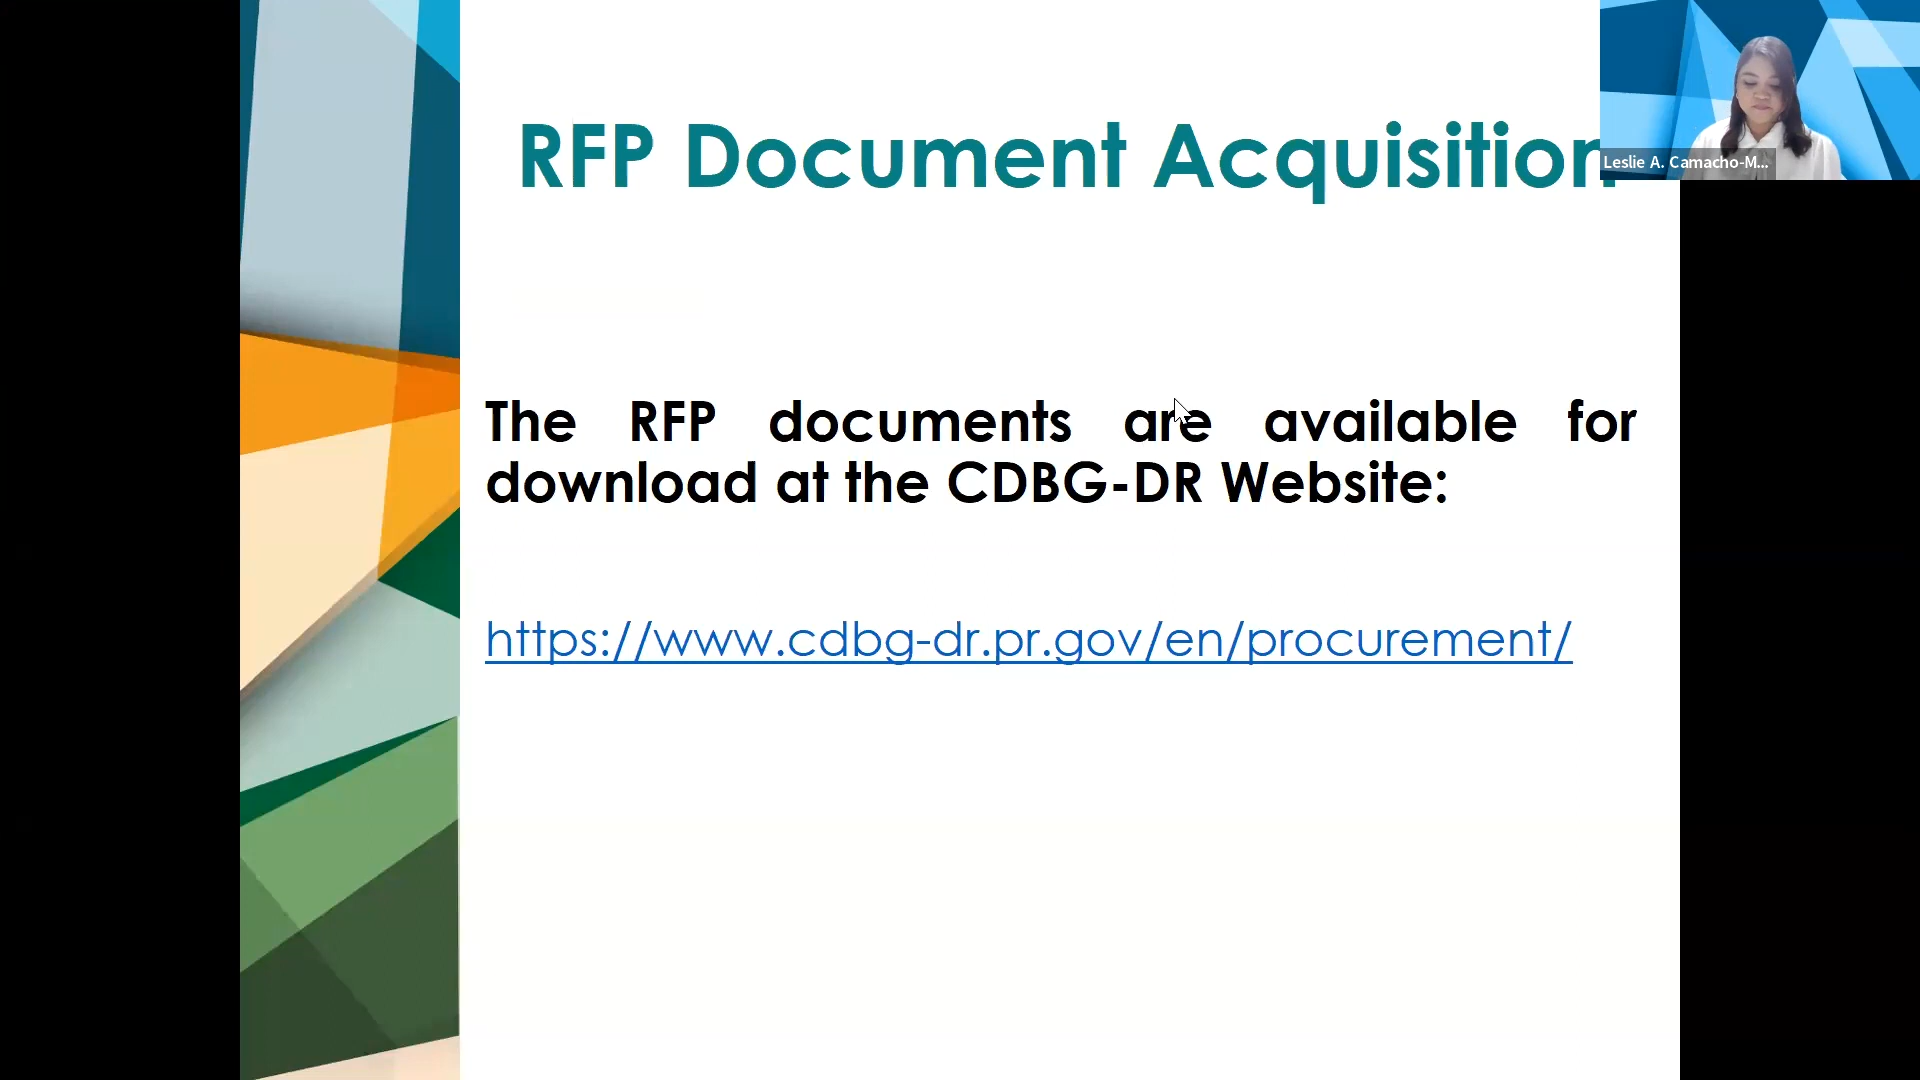 RFP Document Acquisition
Leslie A. Camacho-M...
The RFP documents are available for
download at the CDBG-DR Website:
https://www.cdbg-dr.pr.gov/en/procurement/